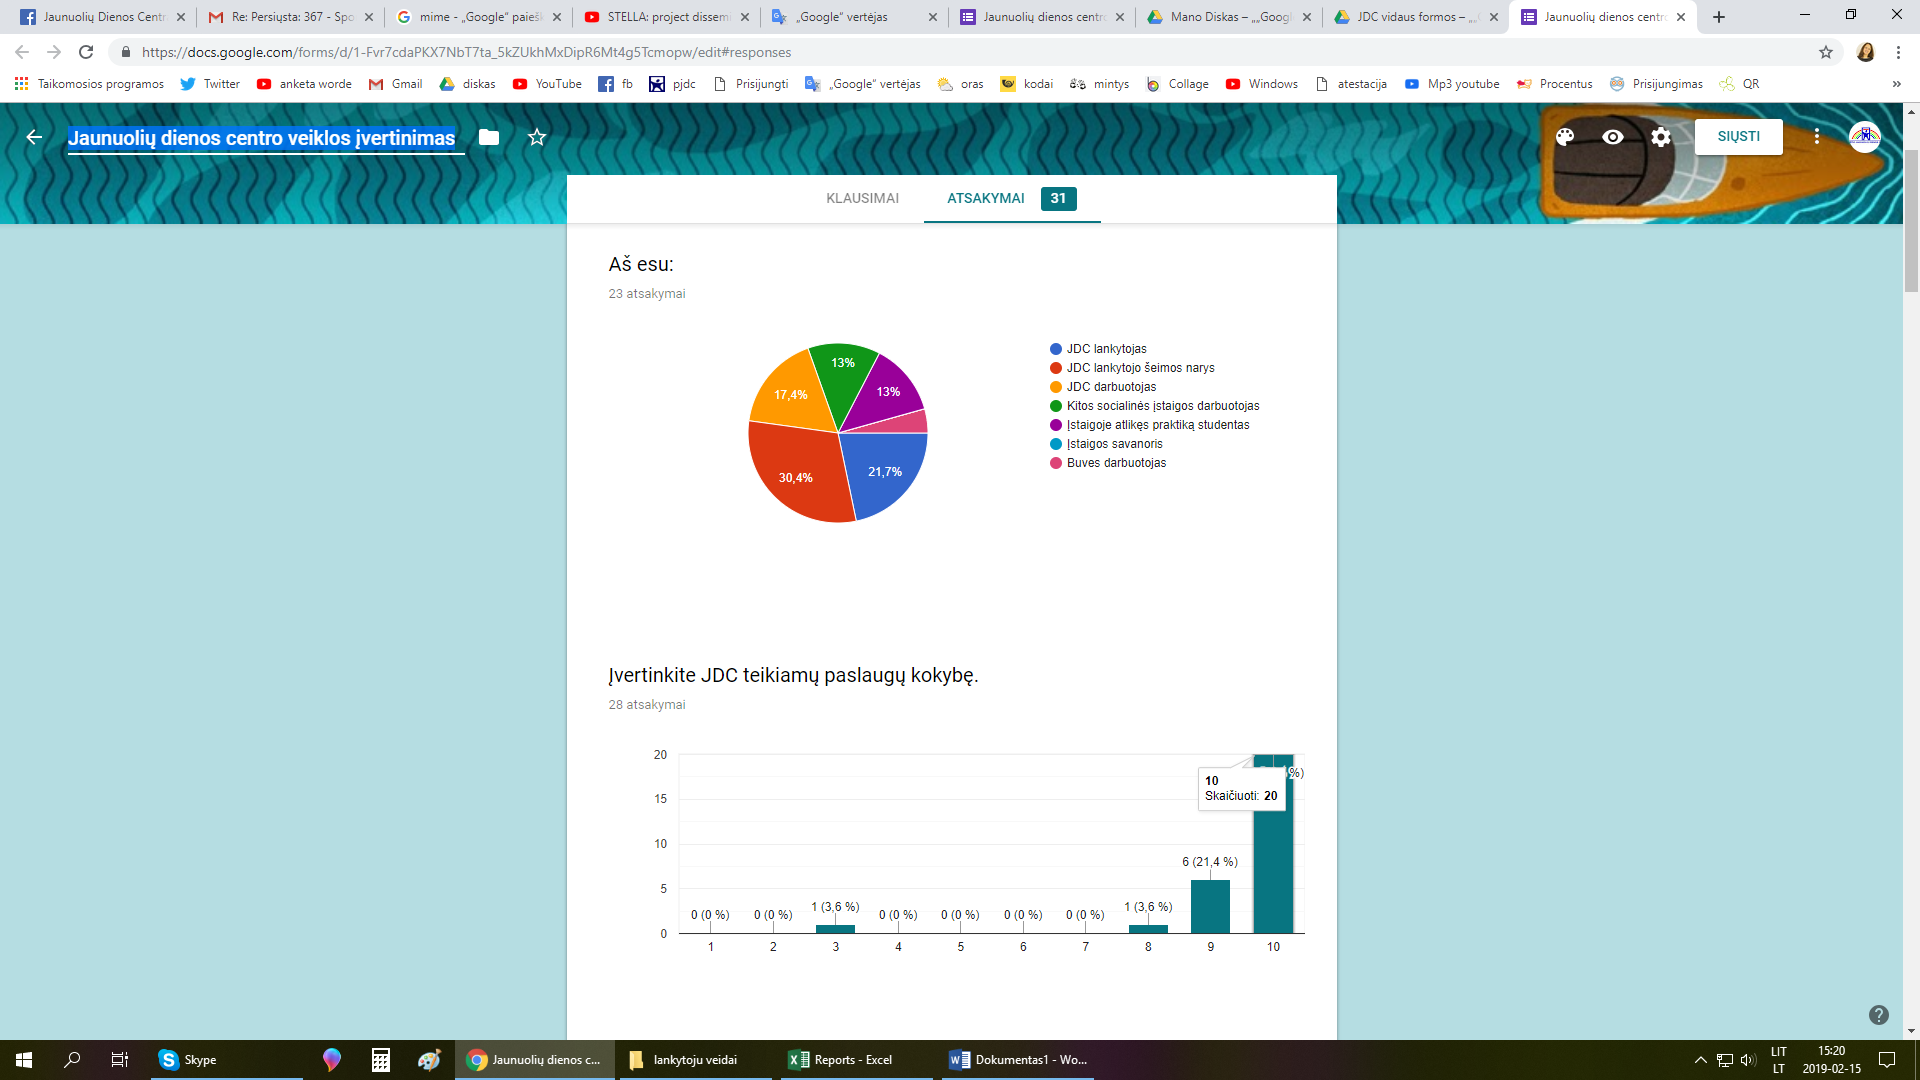 Jaunuolių Dienos Centr
Re: Persiųsta: 367 - Spo
mime - „Google“ paiešk
STELLA: project dissemi
„Google“ vertėjas
Jaunuolių dienos centro
Mano Diskas – „„Googl
JDC vidaus formos – „
Jaunuolių dienos centro
https://docs.google.com/forms/d/1-Fvr7cdaPKX7NbT7ta_5kZUkhMxDipR6Mt4g5Tcmopw/edit#responses
Taikomosios programos
Twitter
anketa worde
Gmail
diskas
YouTube
fb
pjdc
Prisijungti
„Google“ vertėjas
oras
kodai
mintys
Collage
Windows
atestacija
Mp3 youtube
Procentus
Prisijungimas
QR
»
Jaunuolių dienos centro veiklos įvertinimas
SIŲSTI
KLAUSIMAI
ATSAKYMAI 31
Aš esu:
23 atsakymai
13%
13%
17,4%
30,4%
21,7%
JDC lankytojas
JDC lankytojo šeimos narys
JDC darbuotojas
Kitos socialinės įstaigos darbuotojas
Įstaigoje atlikęs praktiką studentas
Įstaigos savanoris
Buves darbuotojas
Įvertinkite JDC teikiamų paslaugų kokybę.
28 atsakymai
20
15
10
5
0
0 (0 %)
0 (0 %)
1 (3,6 %)
0 (0 %)
0 (0 %)
0 (0 %)
0 (0 %)
1 (3,6 %)
6 (21,4 %)
%)
10
Skaičiuoti: 20
1 2 3 4 5 6 7 8 9 10
Skype
Jaunuolių dienos c...
lankytoju veidai
Reports - Excel
Dokumentas1 - Wo...
LIT
LT
15:20
2019-02-15